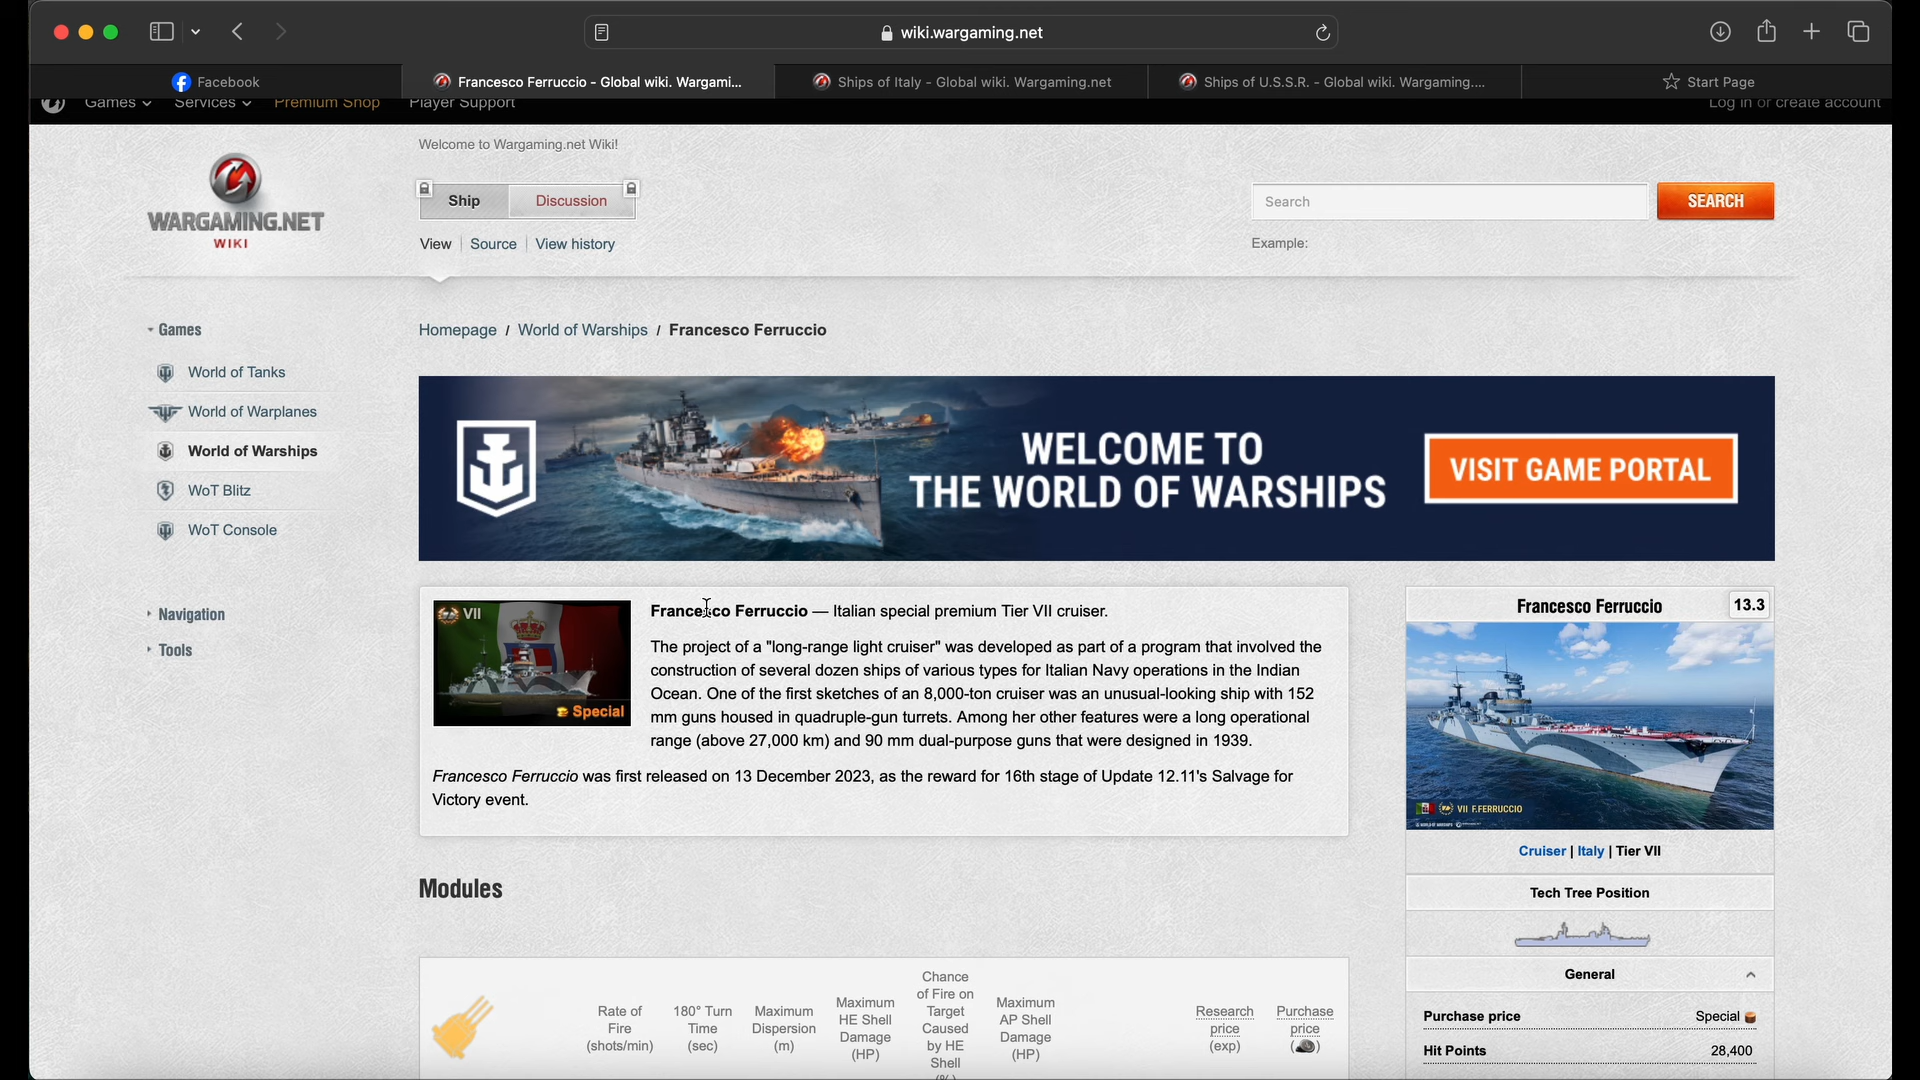 wiki.wargaming.net
Facebook
Francesco Ferruccio - Global wiki. Wargami...
Ships of Italy - Global wiki. Wargaming.net
Ships of U.S.S.R. - Global wiki. Wargaming....
Start Page
Games
Services
Premium Shop
Player Support
Log in or create account
WARGAMING.NET
WIKI
Welcome to Wargaming.net Wiki!
Ship
Discussion
View
Source
View history
Search
SEARCH
Example:
Games
World of Tanks
World of Warplanes
World of Warships
WoT Blitz
WoT Console
Navigation
Tools
Homepage / World of Warships / Francesco Ferruccio
WELCOME TO
THE WORLD OF WARSHIPS
VISIT GAME PORTAL
VII
Special
Francesco Ferruccio — Italian special premium Tier VII cruiser.
The project of a "long-range light cruiser" was developed as part of a program that involved the
construction of several dozen ships of various types for Italian Navy operations in the Indian
Ocean. One of the first sketches of an 8,000-ton cruiser was an unusual-looking ship with 152
mm guns housed in quadruple-gun turrets. Among her other features were a long operational
range (above 27,000 km) and 90 mm dual-purpose guns that were designed in 1939.
Francesco Ferruccio was first released on 13 December 2023, as the reward for 16th stage of Update 12.11's Salvage for
Victory event.
Modules
Rate of
Fire
(shots/min)
180° Turn
Time
(sec)
Maximum
Dispersion
(m)
Maximum
HE Shell
Damage
(HP)
Chance
of Fire on
Target
Caused
by HE
Shell
(%)
Maximum
AP Shell
Damage
(HP)
Research
price
(exp)
Purchase
price
Francesco Ferruccio
13.3
VII F.FERRUCCIO
Cruiser | Italy | Tier VII
Tech Tree Position
General
Purchase price
Special
Hit Points
28,400